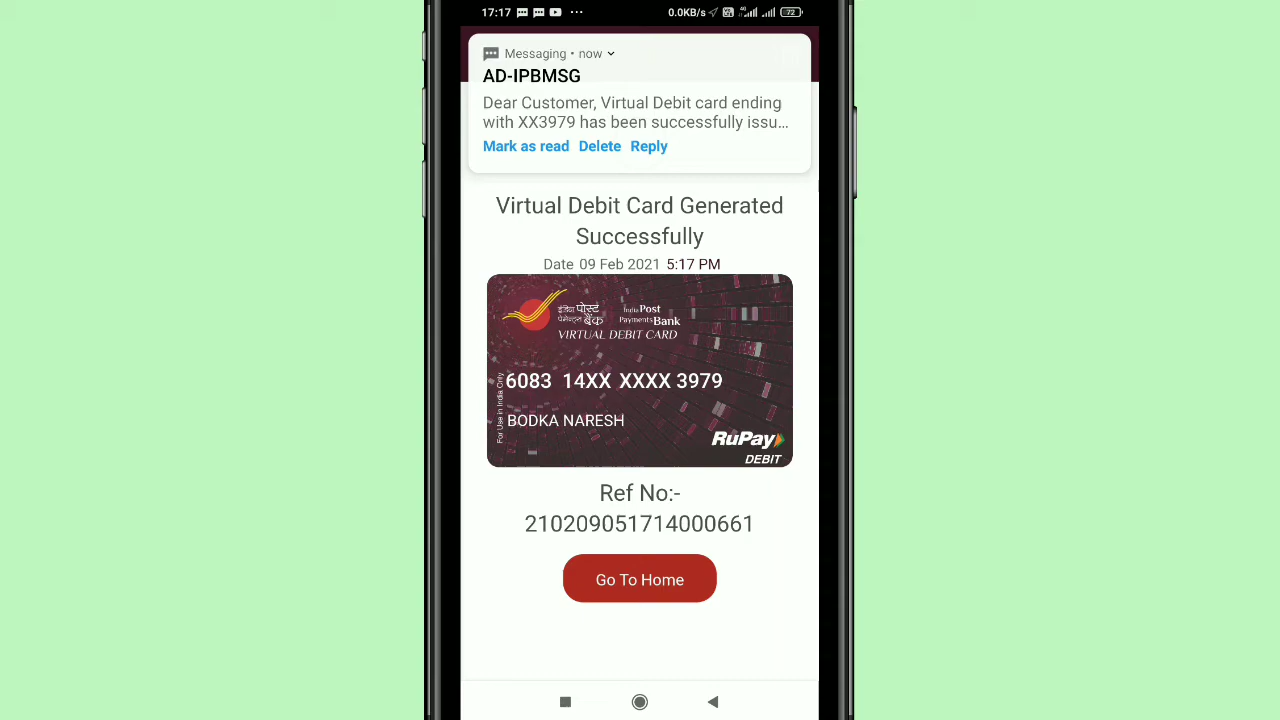 17:17 ... 0.0KB/s 4G 72
Messaging • now
AD-IPBMSG
Dear Customer, Virtual Debit card ending
with XX3979 has been successfully issu...
Mark as read Delete Reply
Virtual Debit Card Generated
Successfully
Date 09 Feb 2021 5:17 PM
इंडिया पोस्ट India Post
पेमेन्ट्स बैंक Payments Bank
VIRTUAL DEBIT CARD
For Use in India Only
6083 14XX XXXX 3979
BODKA NARESH
RuPay
DEBIT
Ref No:-
210209051714000661
Go To Home